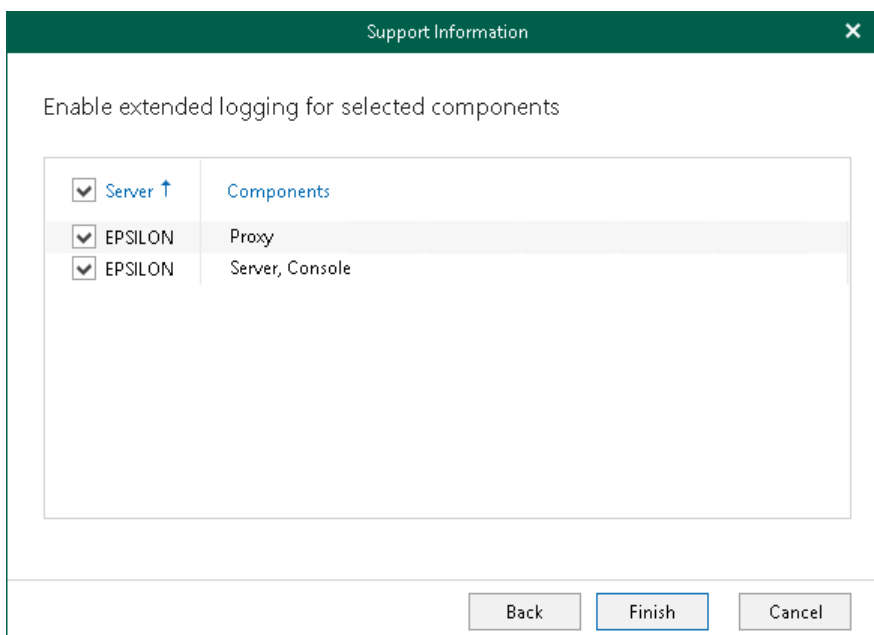 Support Information
Enable extended logging for selected components
Server Components
EPSILON Proxy
EPSILON Server, Console
Back Finish Cancel